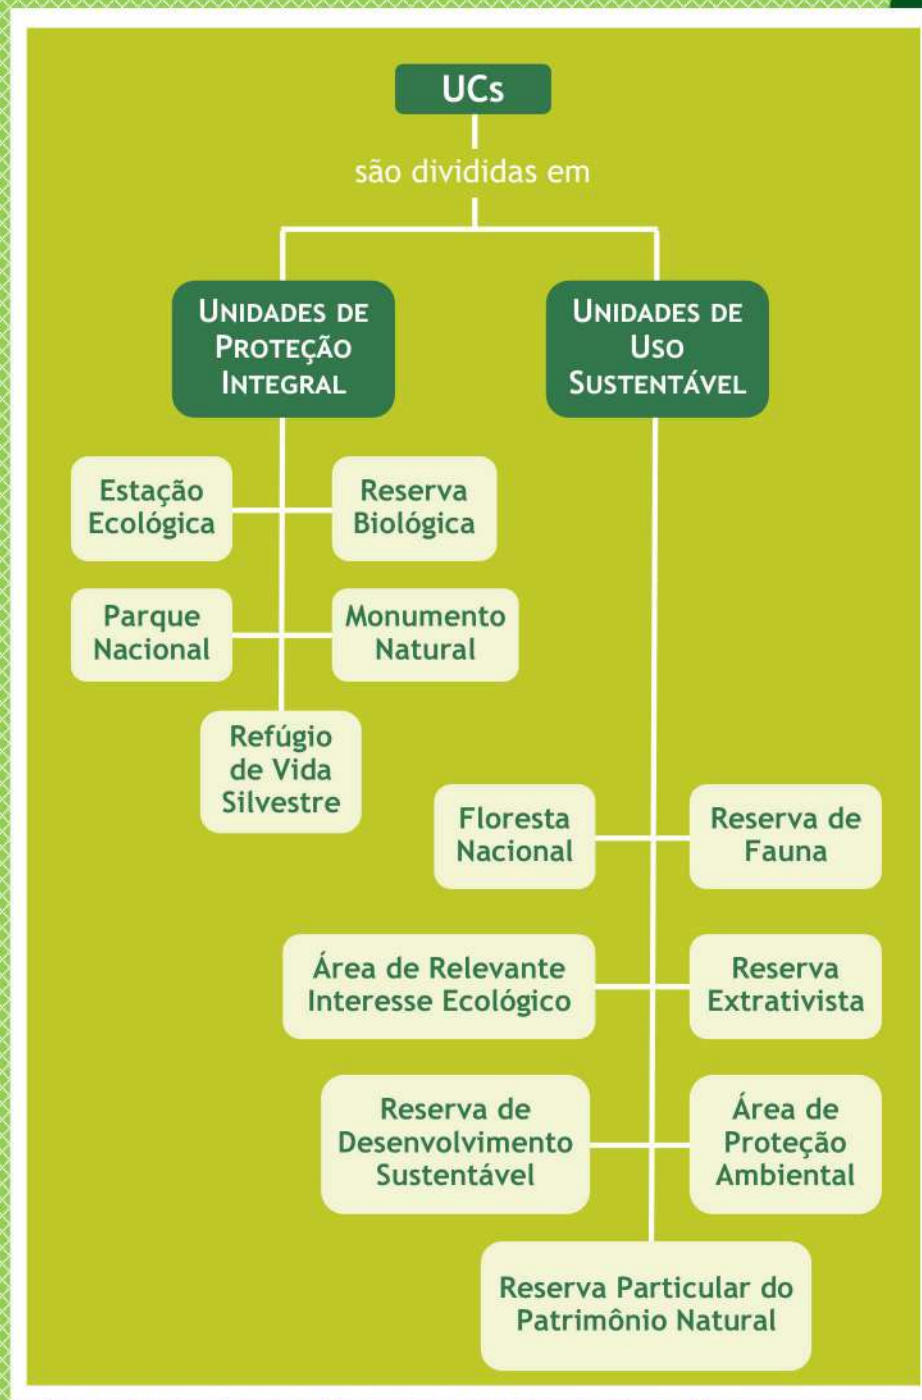 UCs
são divididas em
UNIDADES DE
PROTEÇÃO
INTEGRAL
UNIDADES DE
USO
SUSTENTÁVEL
Estação
Ecológica
Reserva
Biológica
Parque
Nacional
Monumento
Natural
Refúgio
de Vida
Silvestre
Floresta
Nacional
Reserva de
Fauna
Área de Relevante
Interesse Ecológico
Reserva
Extrativista
Reserva de
Desenvolvimento
Sustentável
Área de
Proteção
Ambiental
Reserva Particular do
Patrimônio Natural